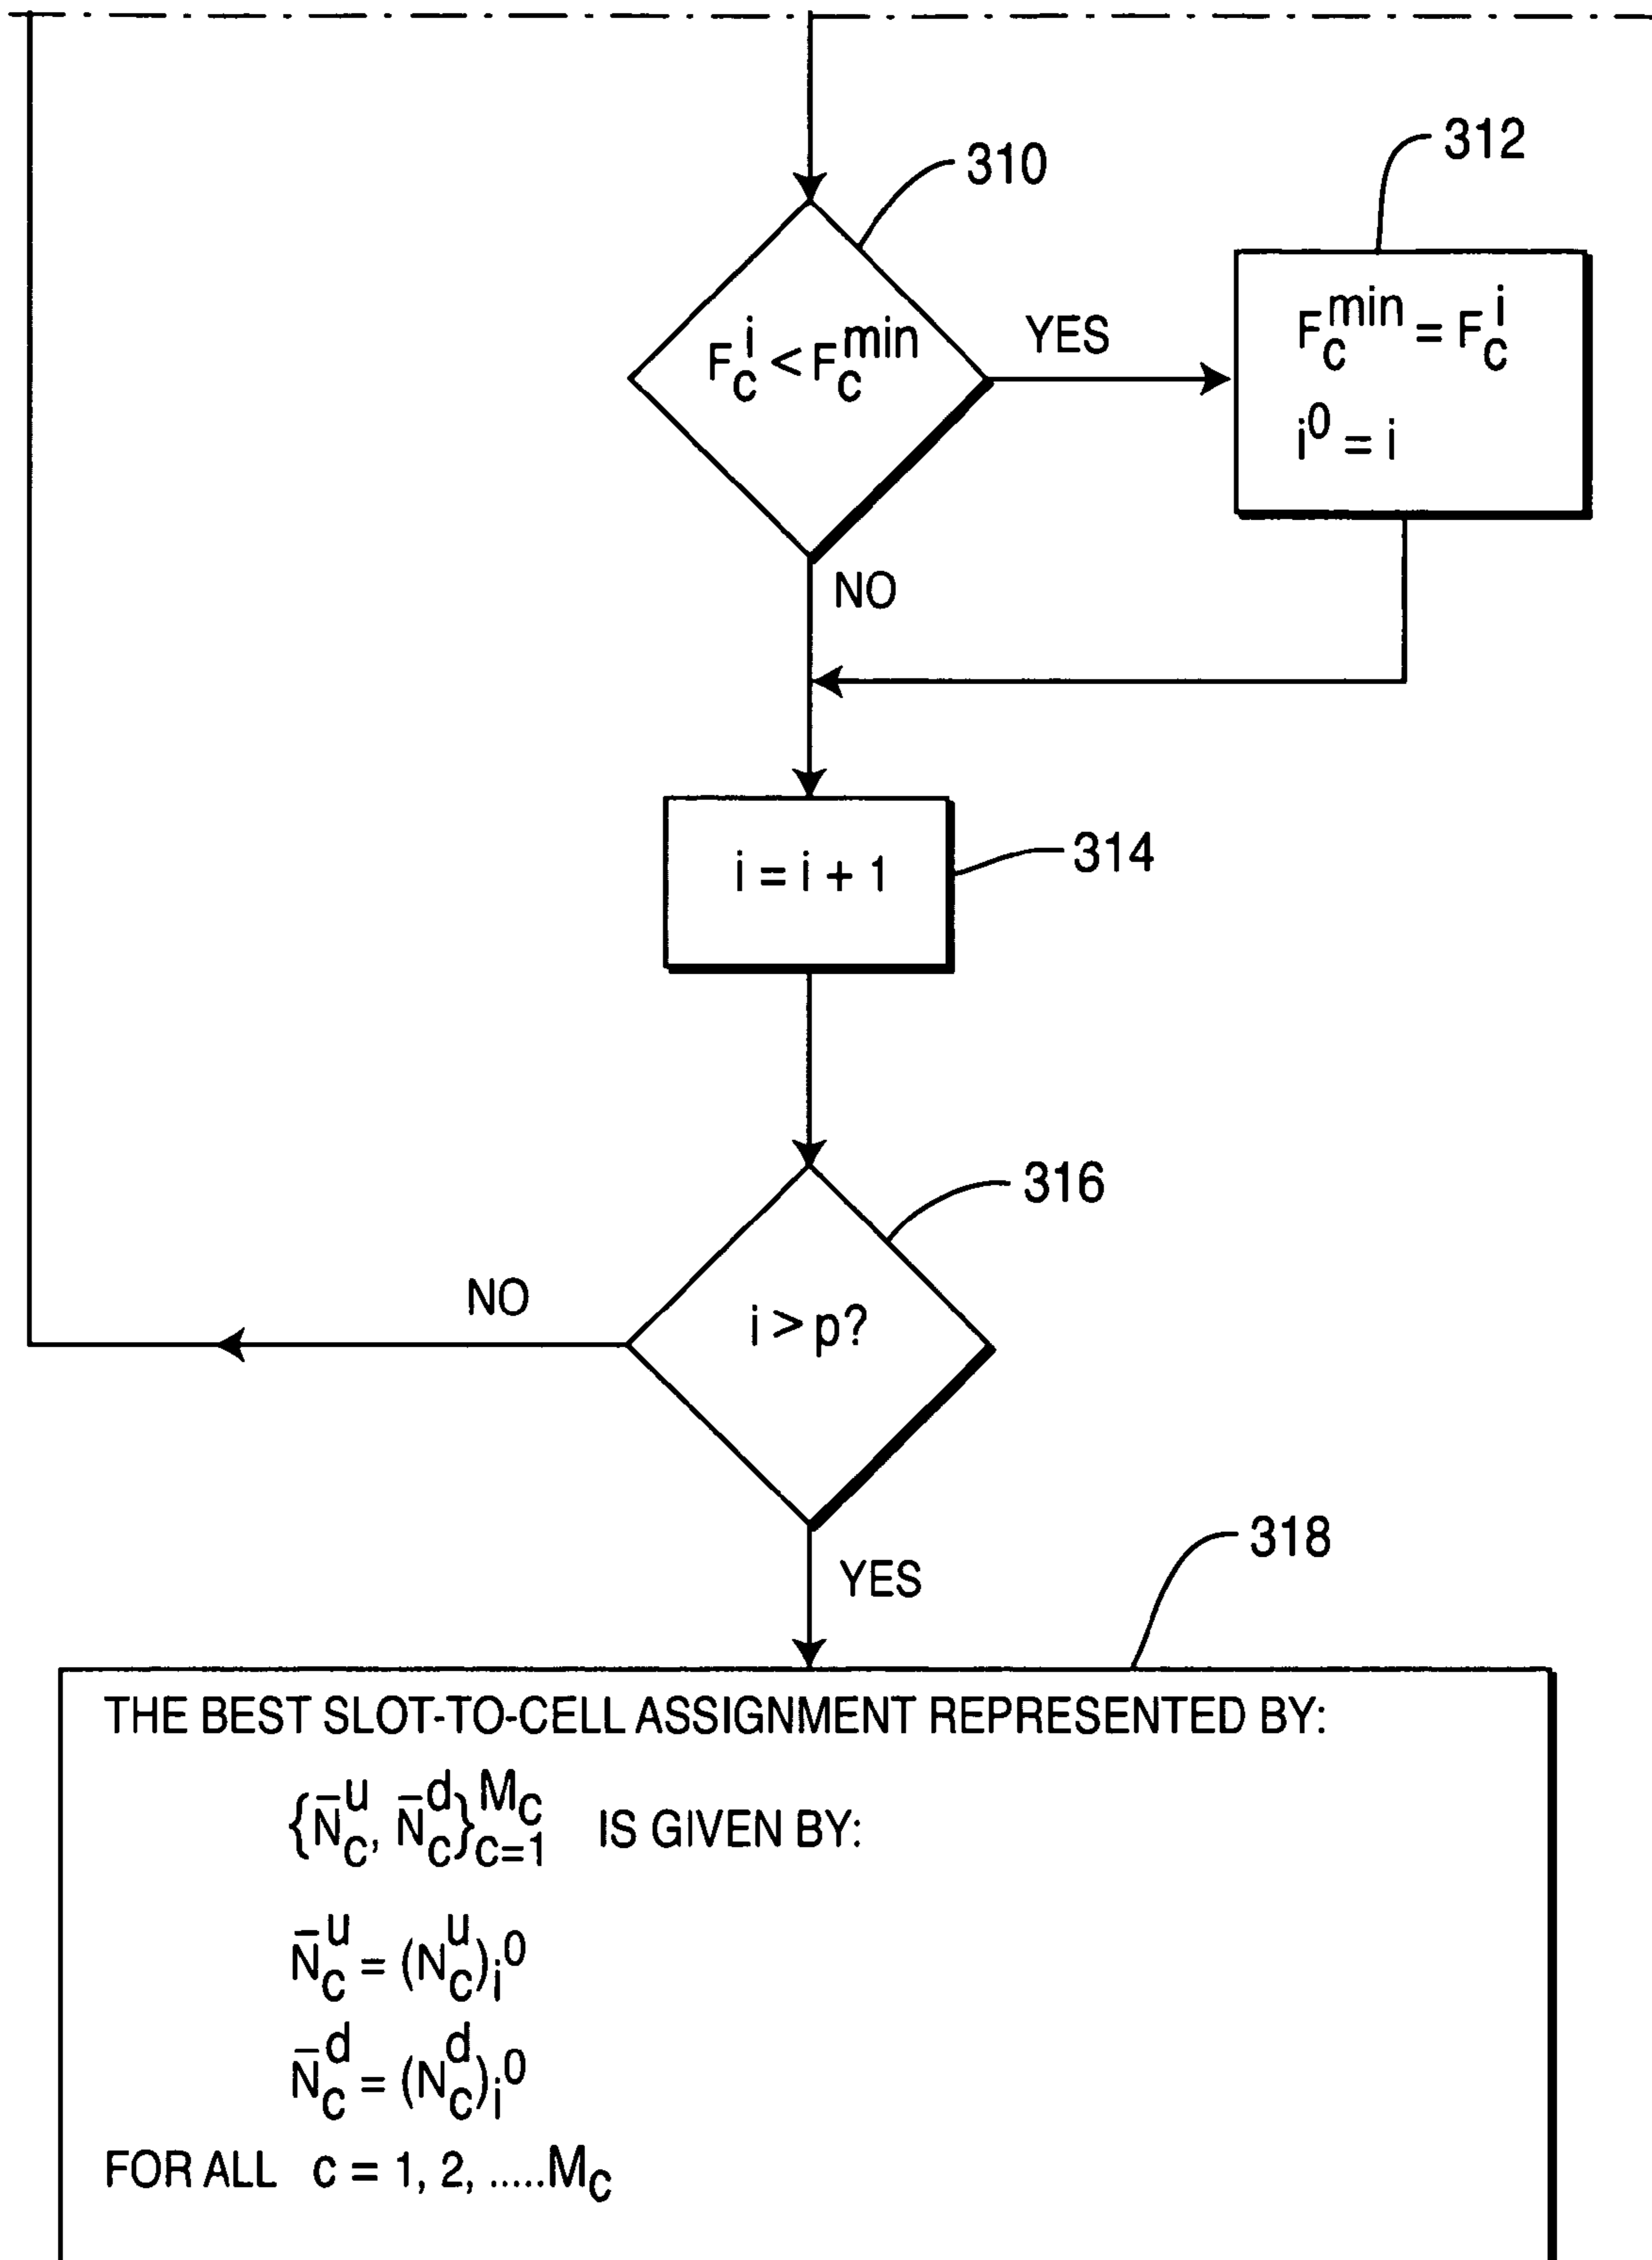 310
312
F_c^i < F_c^min
YES
F_c^min = F_c^i
i^0 = i
NO
i = i + 1
314
316
NO
i > p?
318
YES
THE BEST SLOT-TO-CELL ASSIGNMENT REPRESENTED BY:
{N̄_c^u, N̄_c^d}_{c=1}^{M_c} IS GIVEN BY:
N̄_c^u = (N_c^u)_i^0
N̄_c^d = (N_c^d)_i^0
FOR ALL c = 1, 2, .....M_c